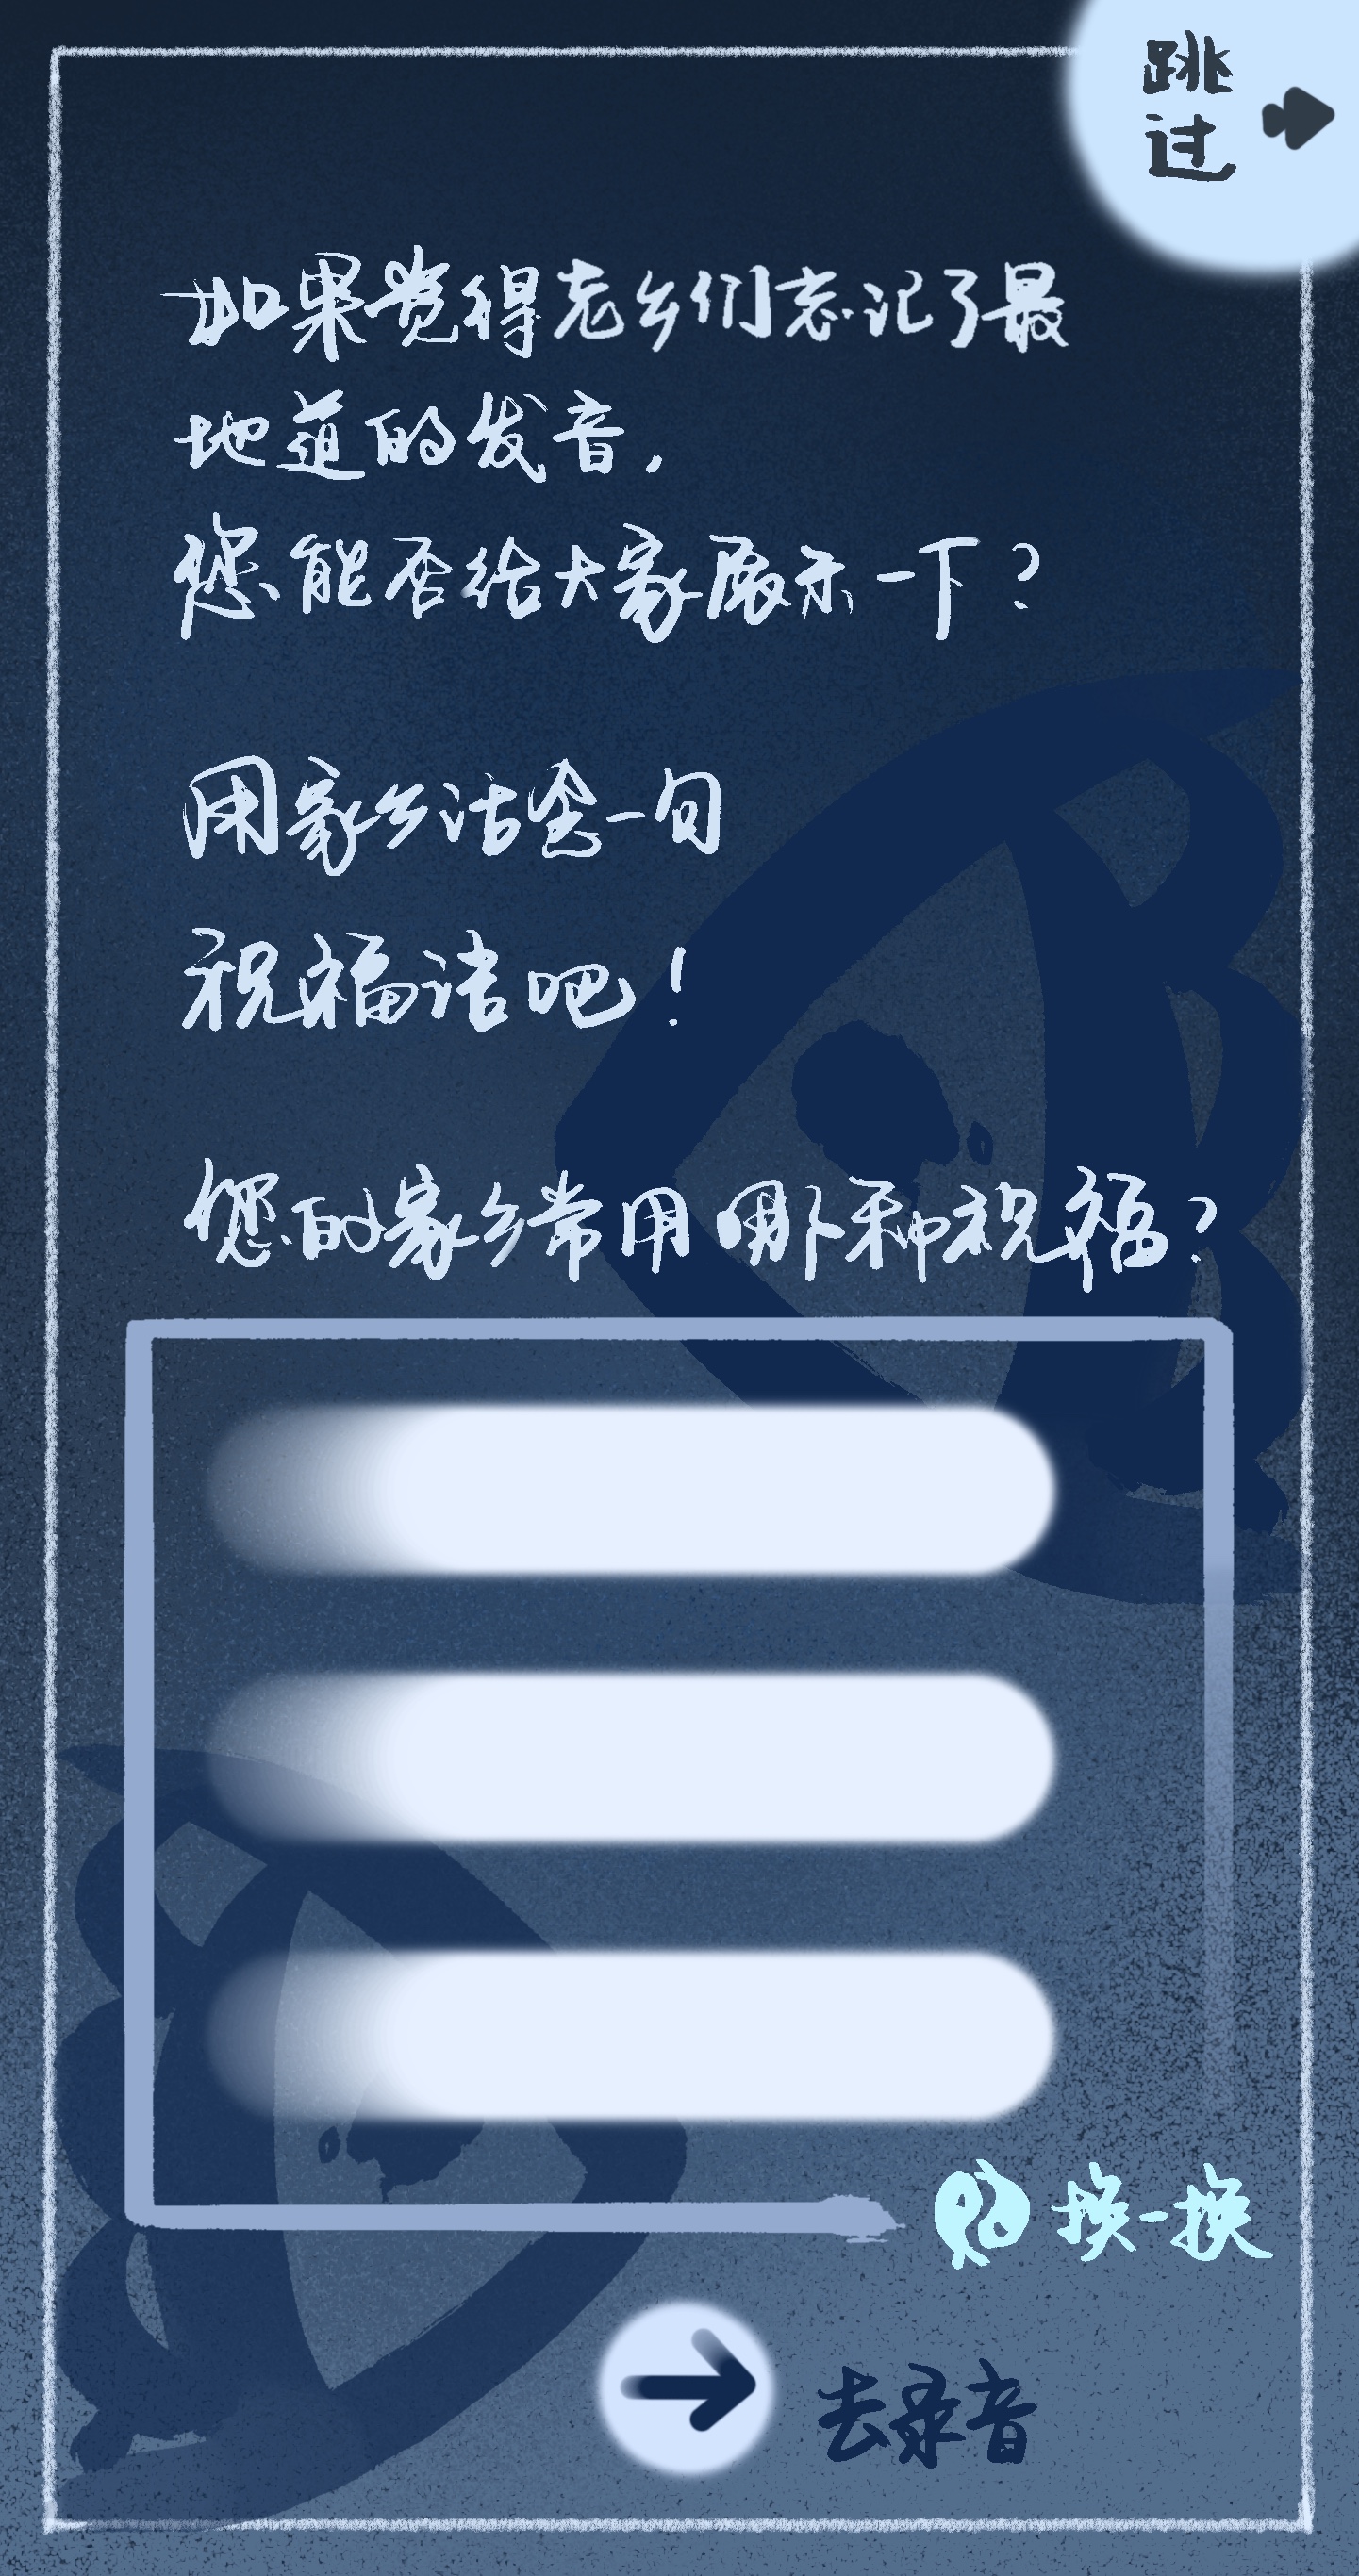 跳过
如果觉得老乡们忘记了最
地道的发音,
您能否给大家展示一下?
用家乡话念一句
祝福语吧!
您的家乡常用哪种祝福?
换一换
去录音